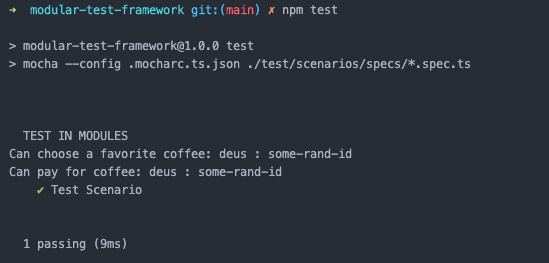 ➜  modular-test-framework git:(main) ✗ npm test
> modular-test-framework@1.0.0 test
> mocha --config .mocharc.ts.json ./test/scenarios/specs/*.spec.ts
TEST IN MODULES
Can choose a favorite coffee: deus : some-rand-id
Can pay for coffee: deus : some-rand-id
✔ Test Scenario
1 passing (9ms)